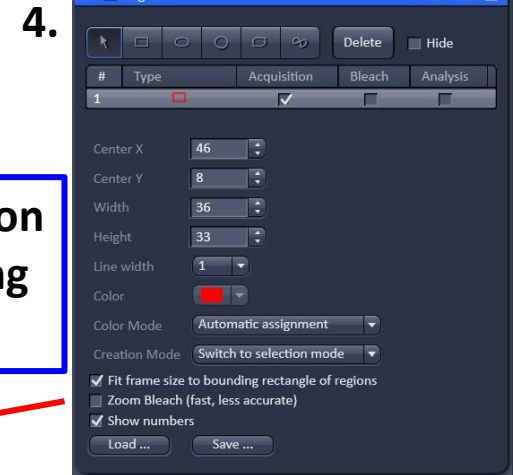 4.
Delete
Hide
# Type Acquisition Bleach Analysis
1
Center X 46
Center Y 8
Width 36
Height 33
Line width 1
Color
Color Mode Automatic assignment
Creation Mode Switch to selection mode
Fit frame size to bounding rectangle of regions
Zoom Bleach (fast, less accurate)
Show numbers
Load ... Save ...
on
ng